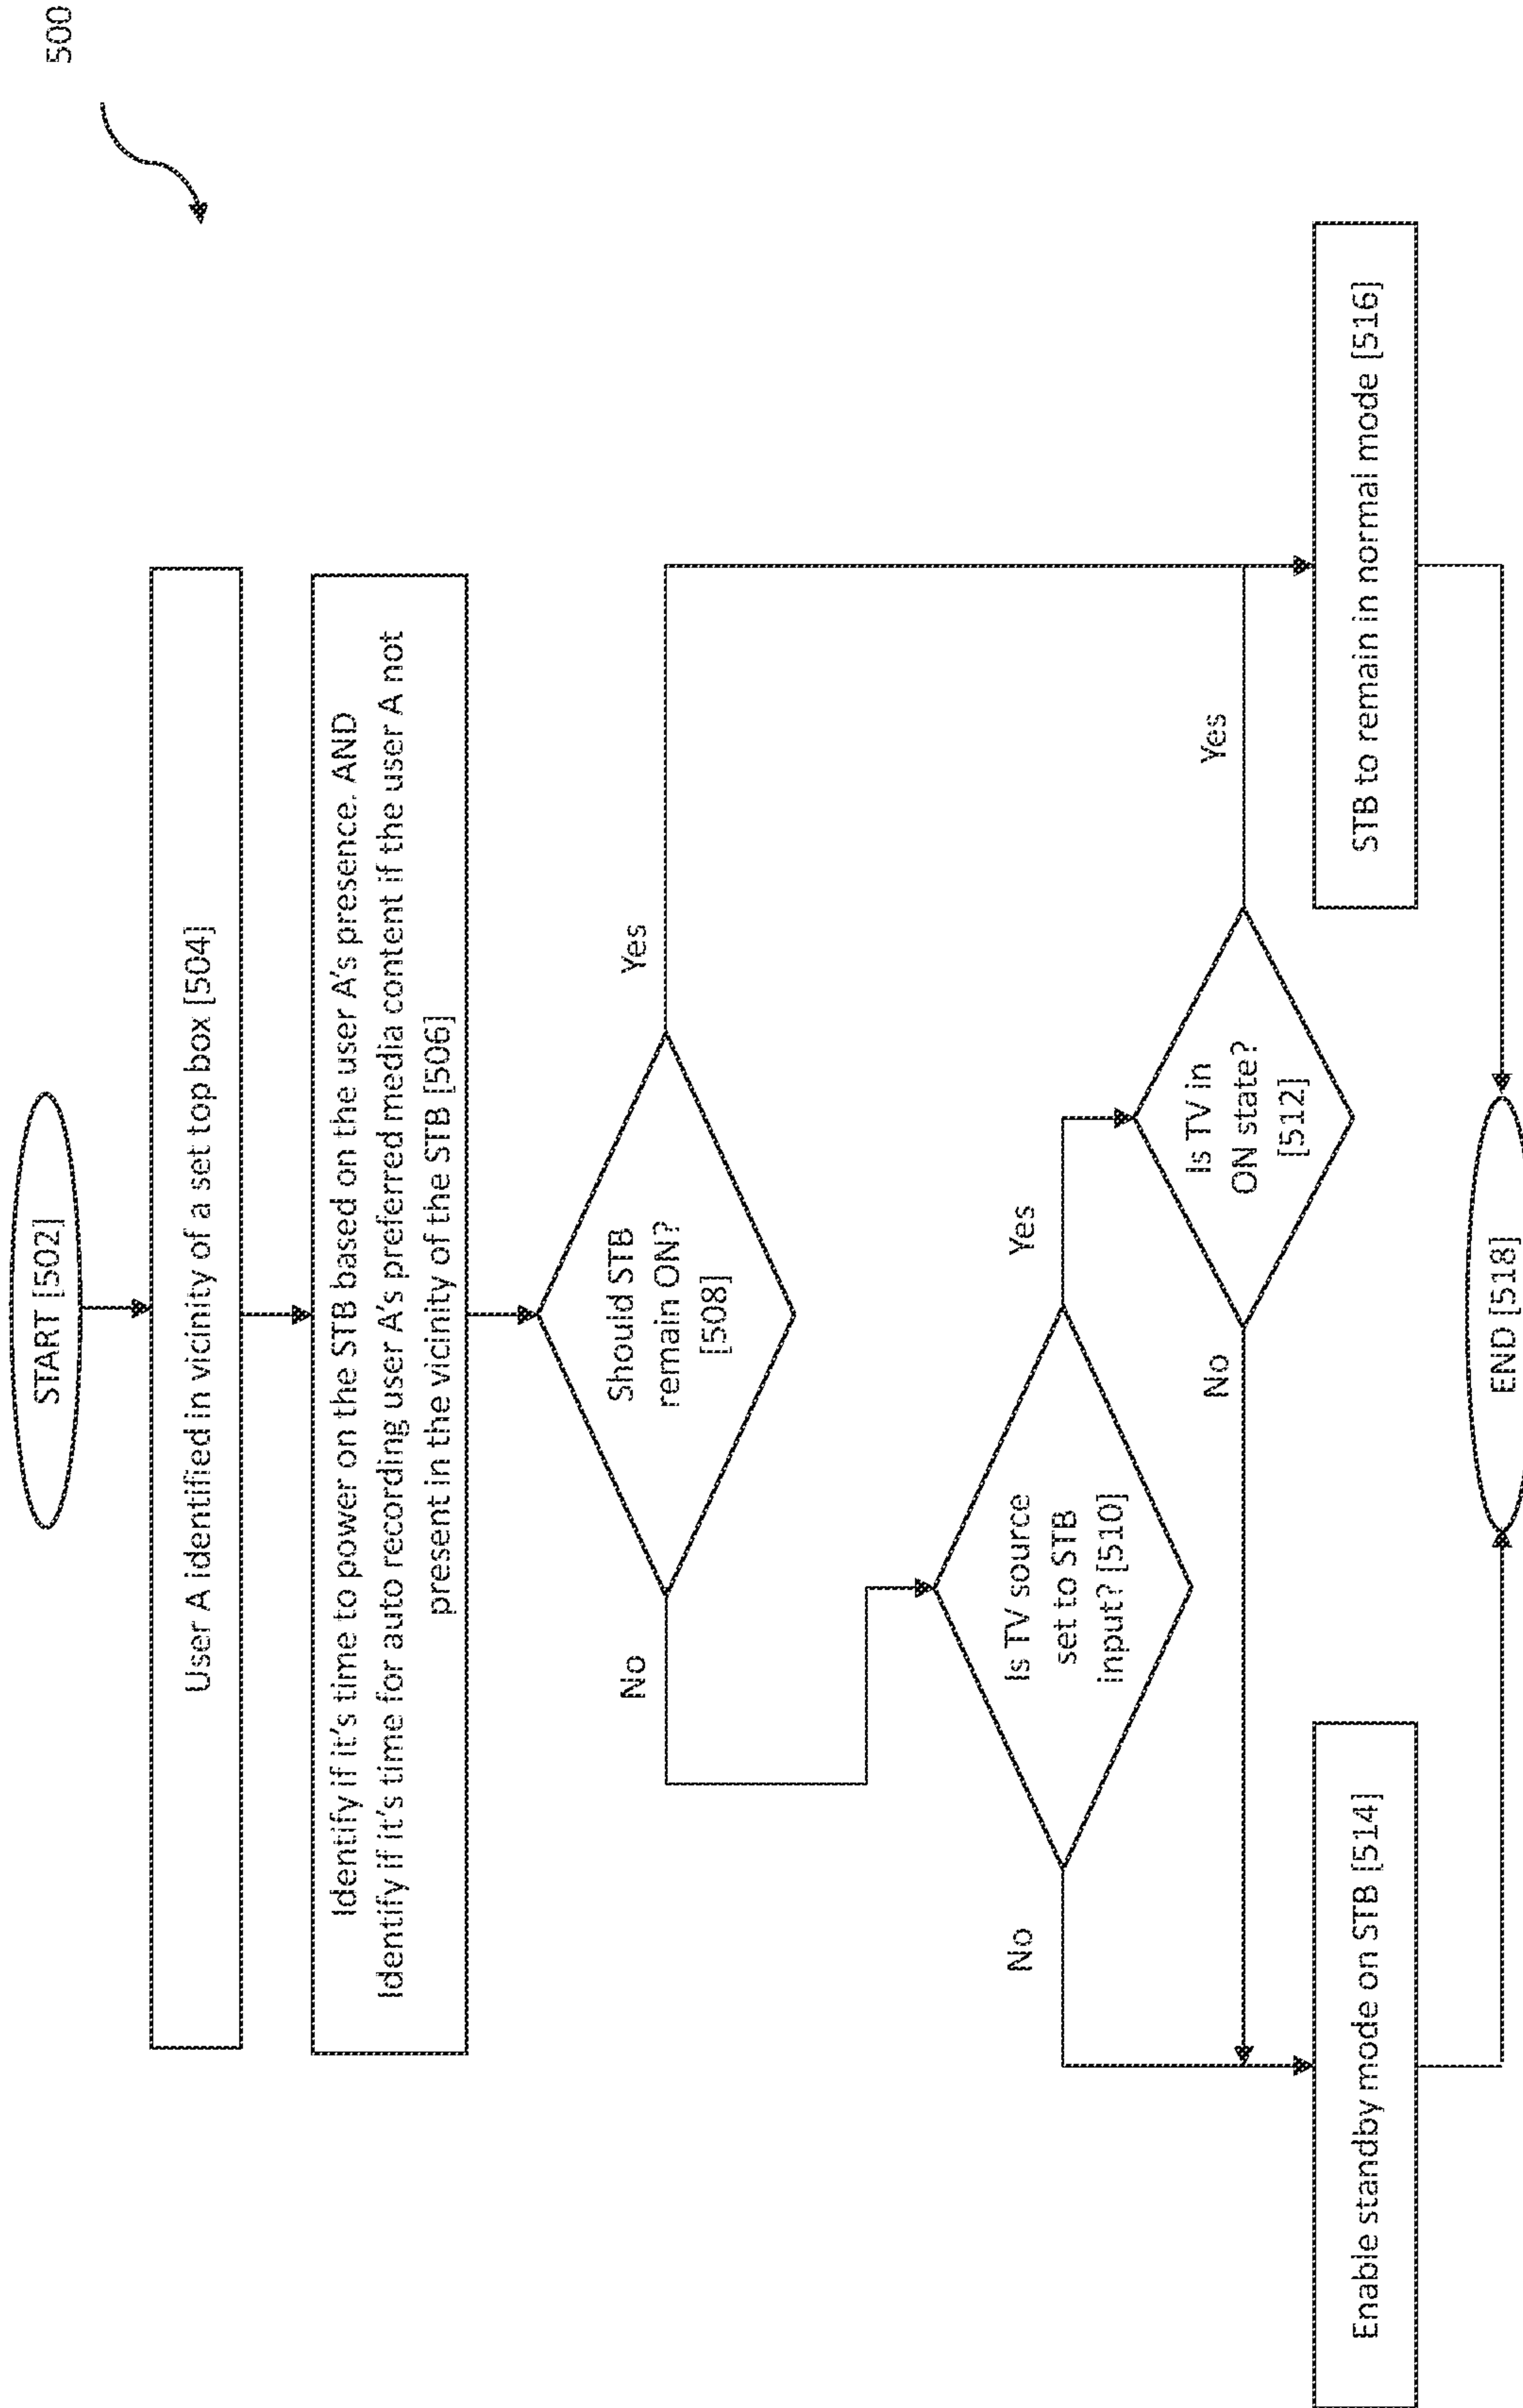 500
START [502]
User A identified in vicinity of a set top box [504]
Identify if it's time to power on the STB based on the user A's presence. AND
Identify if it's time for auto recording user A's preferred media content if the user A not
present in the vicinity of the STB [506]
Should STB
remain ON?
[508]
No
Yes
Is TV source
set to STB
input? [510]
No
Yes
Is TV in
ON state?
[512]
No
Yes
Enable standby mode on STB [514]
STB to remain in normal mode [516]
END [518]